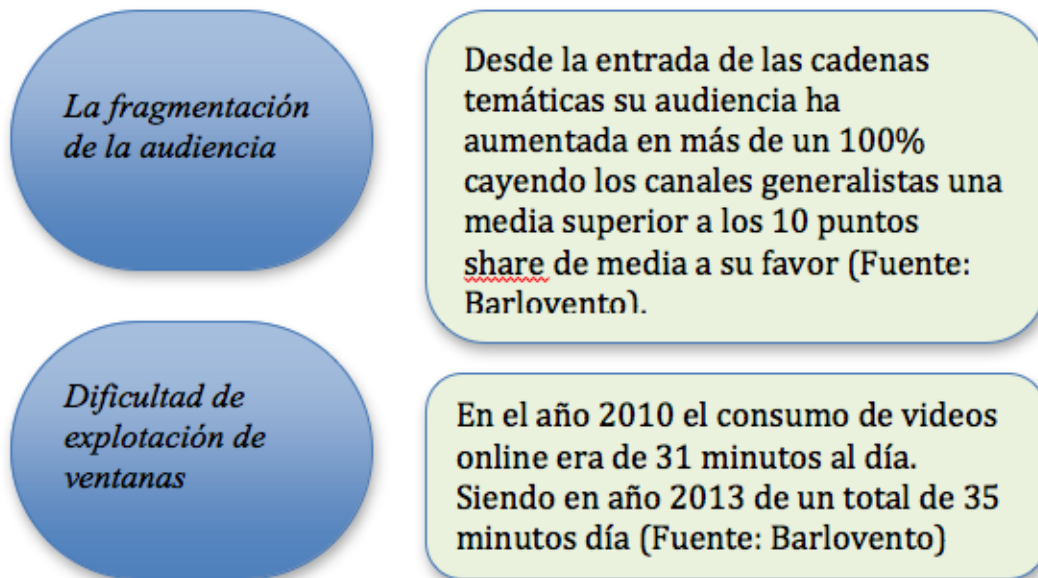 La fragmentación
de la audiencia
Desde la entrada de las cadenas
temáticas su audiencia ha
aumentada en más de un 100%
cayendo los canales generalistas una
media superior a los 10 puntos
share de media a su favor (Fuente:
Barlovento).
Dificultad de
explotación de
ventanas
En el año 2010 el consumo de videos
online era de 31 minutos al día.
Siendo en año 2013 de un total de 35
minutos día (Fuente: Barlovento)